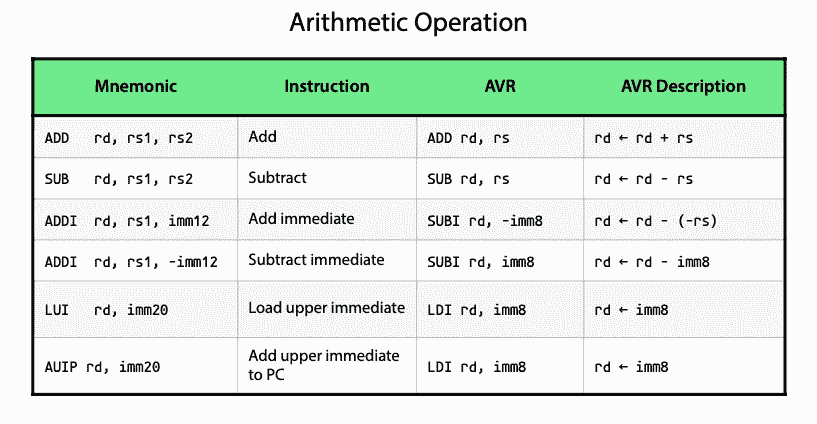 Arithmetic Operation
Mnemonic Instruction AVR AVR Description
ADD rd, rs1, rs2 Add ADD rd, rs rd ← rd + rs
SUB rd, rs1, rs2 Subtract SUB rd, rs rd ← rd - rs
ADDI rd, rs1, imm12 Add immediate SUBI rd, -imm8 rd ← rd - (-rs)
ADDI rd, rs1, -imm12 Subtract immediate SUBI rd, imm8 rd ← rd - imm8
LUI rd, imm20 Load upper immediate LDI rd, imm8 rd ← imm8
AUIP rd, imm20 Add upper immediate to PC LDI rd, imm8 rd ← imm8